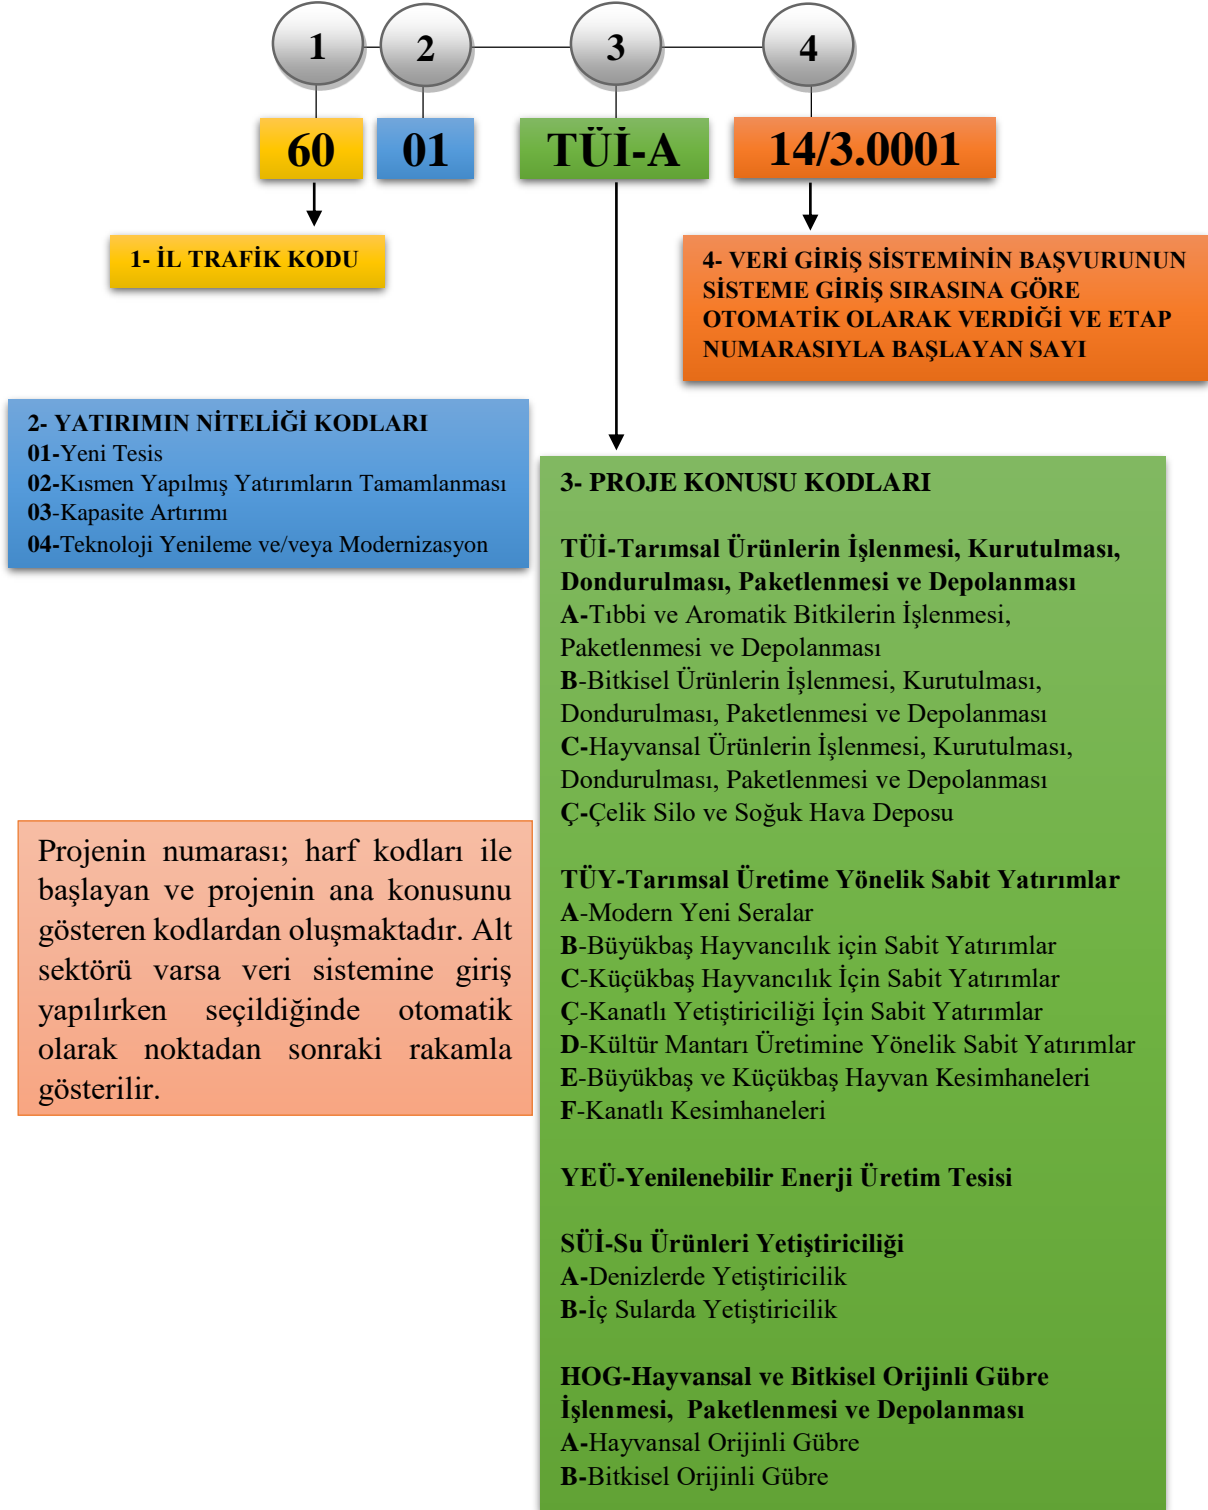 1
2
3
4
60
01
TÜİ-A
14/3.0001
1- İL TRAFİK KODU
4- VERİ GİRİŞ SİSTEMİNİN BAŞVURUNUN
SİSTEME GİRİŞ SIRASINA GÖRE
OTOMATİK OLARAK VERDİĞİ VE ETAP
NUMARASIYLA BAŞLAYAN SAYI
2- YATIRIMIN NİTELİĞİ KODLARI
01-Yeni Tesis
02-Kısmen Yapılmış Yatırımların Tamamlanması
03-Kapasite Artırımı
04-Teknoloji Yenileme ve/veya Modernizasyon
3- PROJE KONUSU KODLARI
TÜİ-Tarımsal Ürünlerin İşlenmesi, Kurutulması,
Dondurulması, Paketlenmesi ve Depolanması
A-Tıbbi ve Aromatik Bitkilerin İşlenmesi,
Paketlenmesi ve Depolanması
B-Bitkisel Ürünlerin İşlenmesi, Kurutulması,
Dondurulması, Paketlenmesi ve Depolanması
C-Hayvansal Ürünlerin İşlenmesi, Kurutulması,
Dondurulması, Paketlenmesi ve Depolanması
Ç-Çelik Silo ve Soğuk Hava Deposu
TÜY-Tarımsal Üretime Yönelik Sabit Yatırımlar
A-Modern Yeni Seralar
B-Büyükbaş Hayvancılık için Sabit Yatırımlar
C-Küçükbaş Hayvancılık İçin Sabit Yatırımlar
Ç-Kanatlı Yetiştiriciliği İçin Sabit Yatırımlar
D-Kültür Mantarı Üretimine Yönelik Sabit Yatırımlar
E-Büyükbaş ve Küçükbaş Hayvan Kesimhaneleri
F-Kanatlı Kesimhaneleri
YEÜ-Yenilenebilir Enerji Üretim Tesisi
SÜİ-Su Ürünleri Yetiştiriciliği
A-Denizlerde Yetiştiricilik
B-İç Sularda Yetiştiricilik
HOG-Hayvansal ve Bitkisel Orijinli Gübre
İşlenmesi, Paketlenmesi ve Depolanması
A-Hayvansal Orijinli Gübre
B-Bitkisel Orijinli Gübre
Projenin numarası; harf kodları ile
başlayan ve projenin ana konusunu
gösteren kodlardan oluşmaktadır. Alt
sektörü varsa veri sistemine giriş
yapılırken seçildiğinde otomatik
olarak noktadan sonraki rakamla
gösterilir.